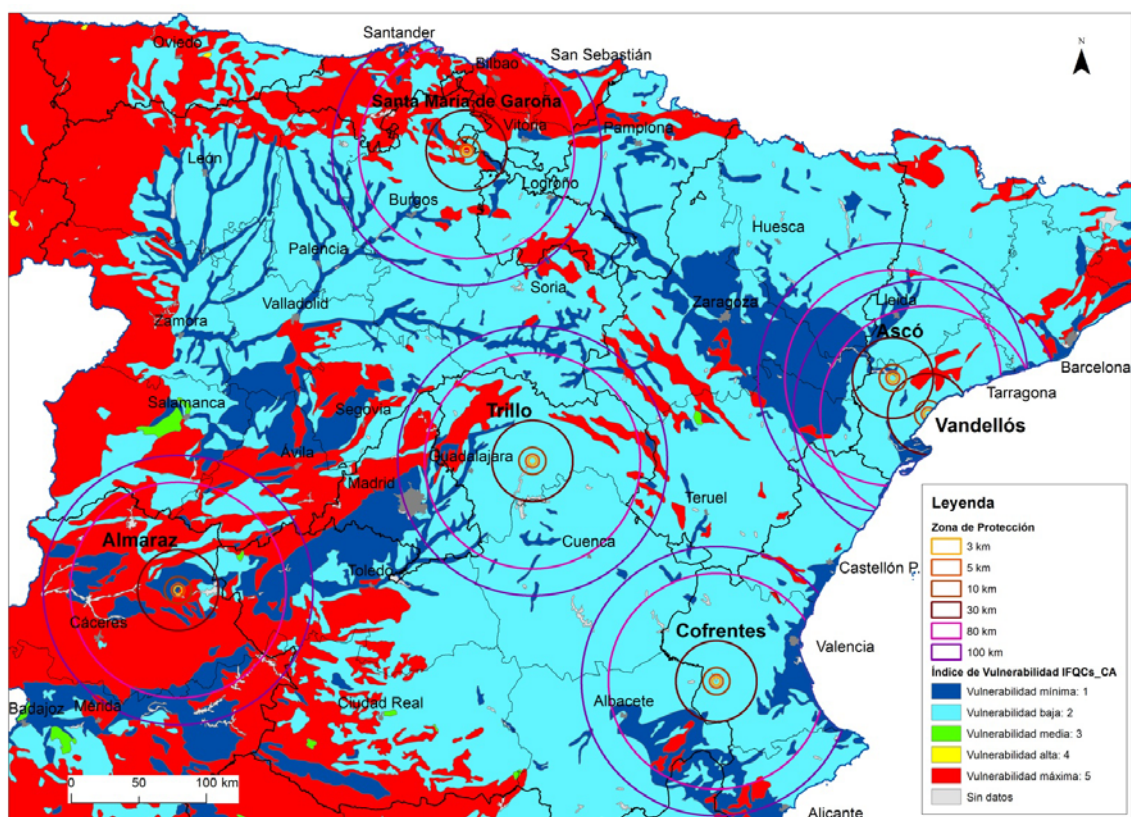 Oviedo
Santander
Bilbao
San Sebastián
N
Santa María de Garoña
Vitoria
Pamplona
León
Logroño
Burgos
Huesca
Palencia
Soria
Valladolid
Zaragoza
Lleida
Zamora
Ascó
Barcelona
Tarragona
Salamanca
Segovia
Trillo
Vandellós
Ávila
Guadalajara
Madrid
Teruel
Almaraz
Cuenca
Toledo
Castellón P.
Cáceres
Cofrentes
Valencia
Badajoz
Mérida
Ciudad Real
Albacete
Alicante
0 50 100 km
Leyenda
Zona de Protección
3 km
5 km
10 km
30 km
80 km
100 km
Índice de Vulnerabilidad IFQCs_CA
Vulnerabilidad mínima: 1
Vulnerabilidad baja: 2
Vulnerabilidad media: 3
Vulnerabilidad alta: 4
Vulnerabilidad máxima: 5
Sin datos